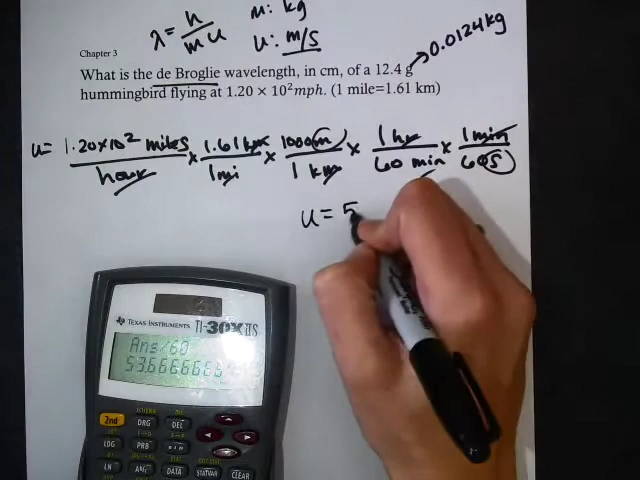 λ = h / m u
m: kg
u: m/s
0.0124 kg
Chapter 3
What is the de Broglie wavelength, in cm, of a 12.4 g
hummingbird flying at 1.20 × 10² mph. (1 mile=1.61 km)
u= 1.20×10² miles / hour × 1.61 km / 1 mi × 1000 m / 1 km × 1 hr / 60 min × 1 min / 60 s
u = 5
TEXAS INSTRUMENTS TI-30X IIS
Ans/60
53.6666666
2nd DRG DEL
LOG PRB
LN DATA STATVAR CLEAR